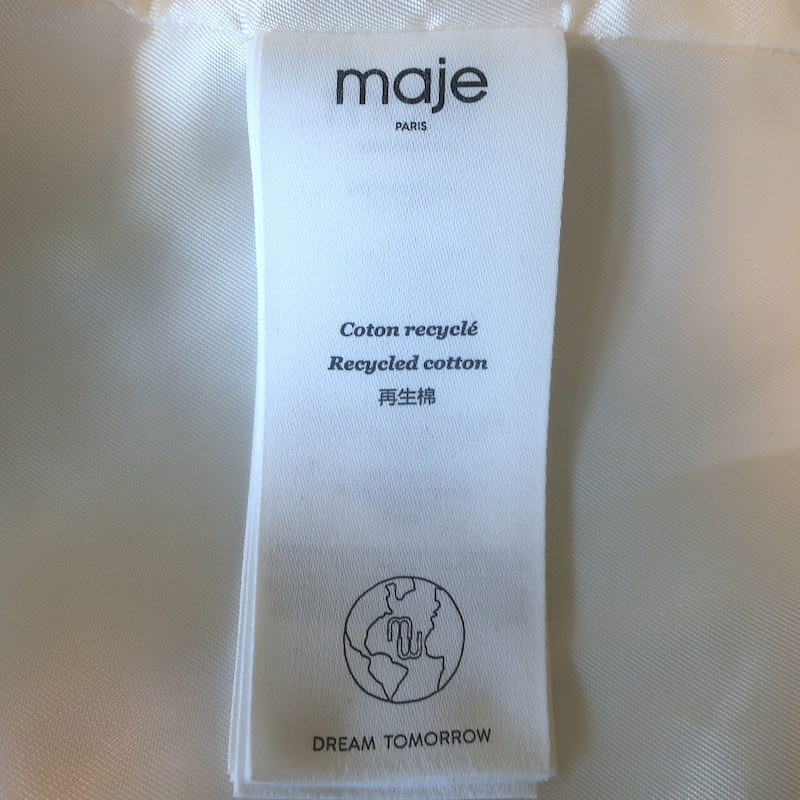 maje
PARIS
Coton recyclé
Recycled cotton
再生棉
DREAM TOMORROW